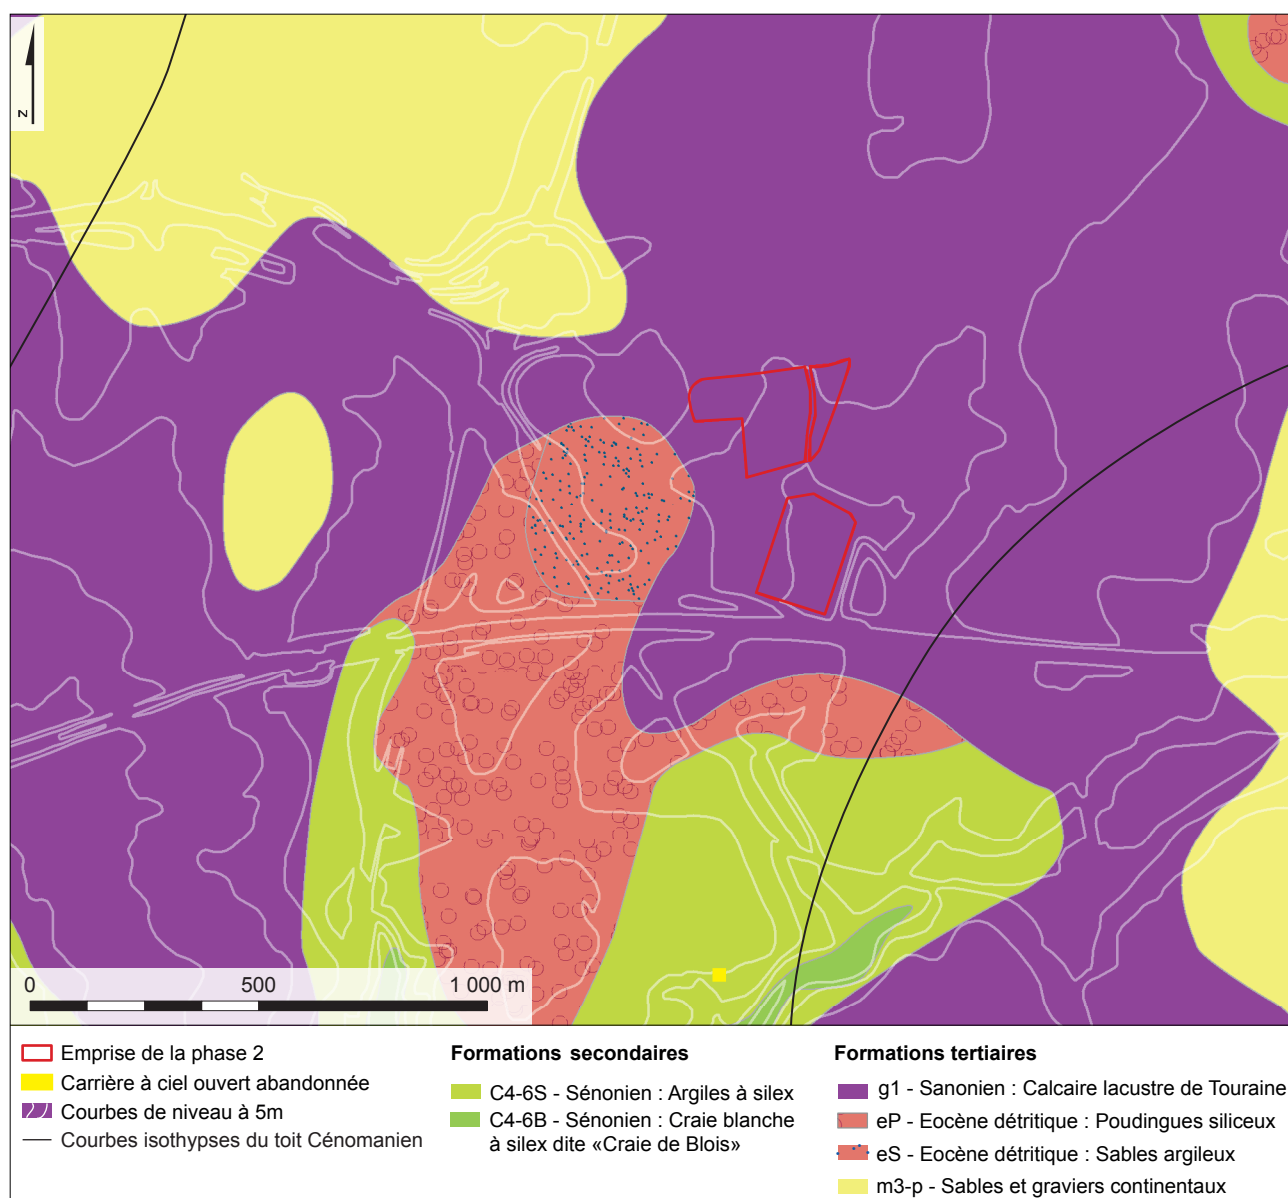 N
0 500 1 000 m
Emprise de la phase 2
Carrière à ciel ouvert abandonnée
Courbes de niveau à 5m
Courbes isothypses du toit Cénomanien
Formations secondaires
C4-6S - Sénonien : Argiles à silex
C4-6B - Sénonien : Craie blanche
à silex dite «Craie de Blois»
Formations tertiaires
g1 - Sanonien : Calcaire lacustre de Touraine
eP - Eocène détritique : Poudingues siliceux
eS - Eocène détritique : Sables argileux
m3-p - Sables et graviers continentaux